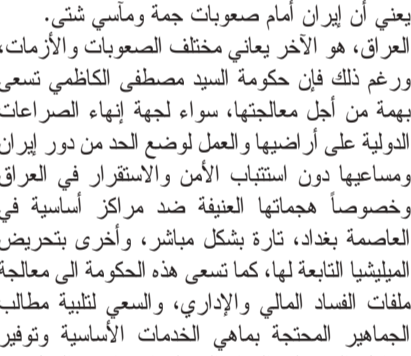 يعني أن إيران أمام صعوبات جمة ومآسي شتى.
العراق، هو الآخر يعاني مختلف الصعوبات والأزمات،
ورغم ذلك فإن حكومة السيد مصطفى الكاظمي تسعى
بهمة من أجل معالجتها، سواء لجهة إنهاء الصراعات
الدولية على أراضيها والعمل لوضع الحد من دور إيران
ومساعيها دون استتباب الأمن والاستقرار في العراق
وخصوصاً هجماتها العنيفة ضد مراكز أساسية في
العاصمة بغداد، تارة بشكل مباشر، وأخرى بتحريض
الميليشيا التابعة لها، كما تسعى هذه الحكومة الى معالجة
ملفات الفساد المالي والإداري، والسعي لتلبية مطالب
الجماهير المحتجة بماهي الخدمات الأساسية وتوفير